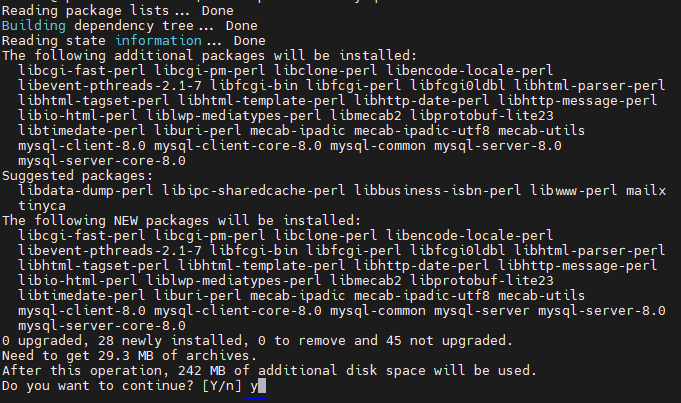 Reading package lists... Done
Building dependency tree... Done
Reading state information... Done
The following additional packages will be installed:
libcgi-fast-perl libcgi-pm-perl libclone-perl libencode-locale-perl
libevent-pthreads-2.1-7 libfcgi-bin libfcgi-perl libfcgi0ldbl libhtml-parser-perl
libhtml-tagset-perl libhtml-template-perl libhttp-date-perl libhttp-message-perl
libio-html-perl liblwp-mediatypes-perl libmecab2 libprotobuf-lite23
libtimedate-perl liburi-perl mecab-ipadic mecab-ipadic-utf8 mecab-utils
mysql-client-8.0 mysql-client-core-8.0 mysql-common mysql-server-8.0
mysql-server-core-8.0
Suggested packages:
libdata-dump-perl libipc-sharedcache-perl libbusiness-isbn-perl libwww-perl mailx
tinyca
The following NEW packages will be installed:
libcgi-fast-perl libcgi-pm-perl libclone-perl libencode-locale-perl
libevent-pthreads-2.1-7 libfcgi-bin libfcgi-perl libfcgi0ldbl libhtml-parser-perl
libhtml-tagset-perl libhtml-template-perl libhttp-date-perl libhttp-message-perl
libio-html-perl liblwp-mediatypes-perl libmecab2 libprotobuf-lite23
libtimedate-perl liburi-perl mecab-ipadic mecab-ipadic-utf8 mecab-utils
mysql-client-8.0 mysql-client-core-8.0 mysql-common mysql-server mysql-server-8.0
mysql-server-core-8.0
0 upgraded, 28 newly installed, 0 to remove and 45 not upgraded.
Need to get 29.3 MB of archives.
After this operation, 242 MB of additional disk space will be used.
Do you want to continue? [Y/n] y